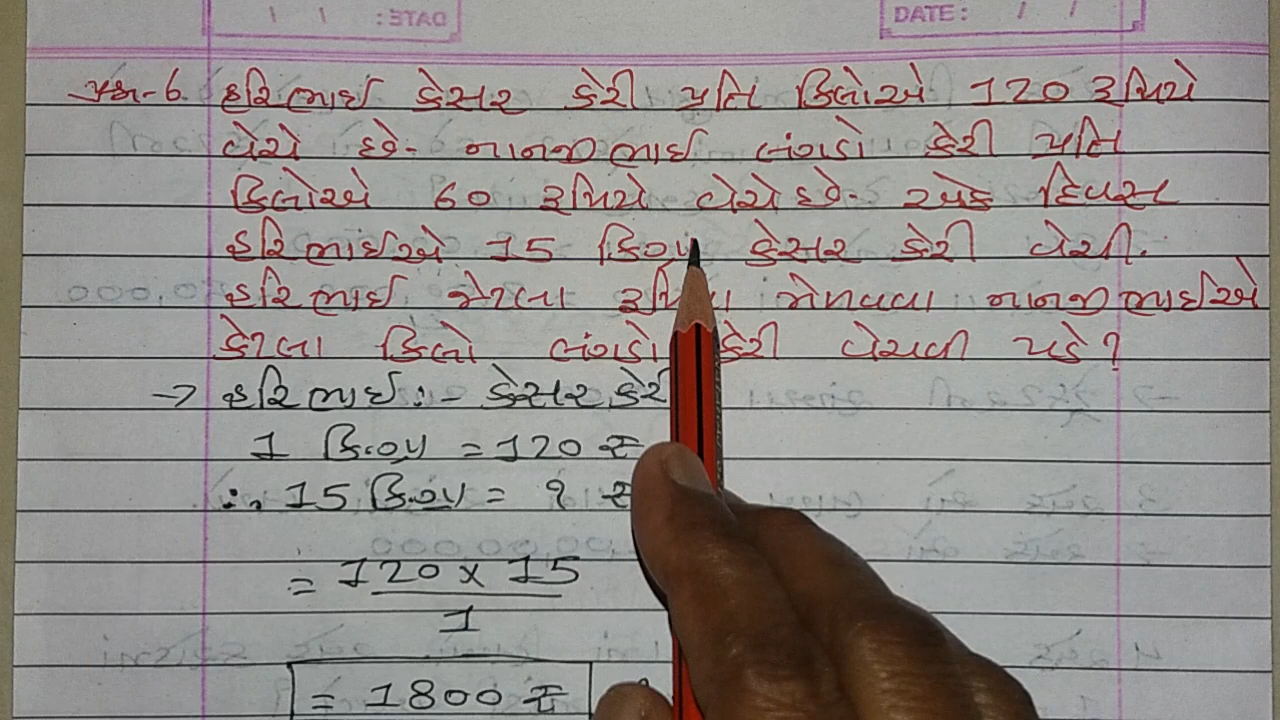 DATE: / /
પ્રશ્ન-6. હરિભાઈ કેસર કેરી પ્રતિ કિલોએ 120 રૂપિયે
વેચે છે. નાનજીભાઈ લંગડો કેરી પ્રતિ
કિલોએ 60 રૂપિયે વેચે છે. એક દિવસ
હરિભાઈએ 15 કિગ્રા કેસર કેરી વેચી.
હરિભાઈ જેટલા રૂપિયા મેળવવા નાનજીભાઈએ
કેટલા કિલો લંગડો કેરી વેચવી પડે?
→ હરિભાઈ :- કેસર કેરી
1 કિ.ગ્રા = 120 ₹
∴ 15 કિગ્રા = ? ₹
= 120 x 15
1
= 1800 ₹